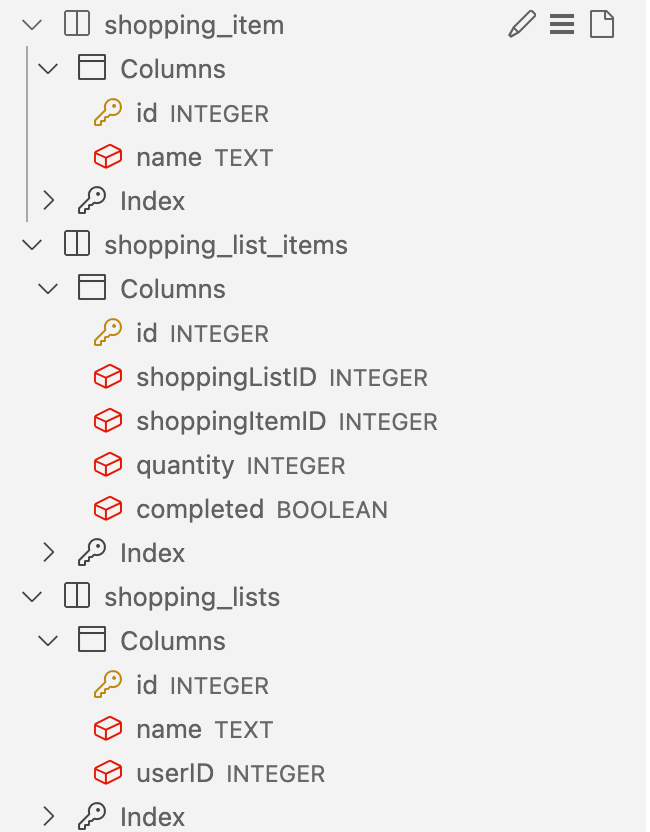 shopping_item
Columns
id INTEGER
name TEXT
Index
shopping_list_items
Columns
id INTEGER
shoppingListID INTEGER
shoppingItemID INTEGER
quantity INTEGER
completed BOOLEAN
Index
shopping_lists
Columns
id INTEGER
name TEXT
userID INTEGER
Index